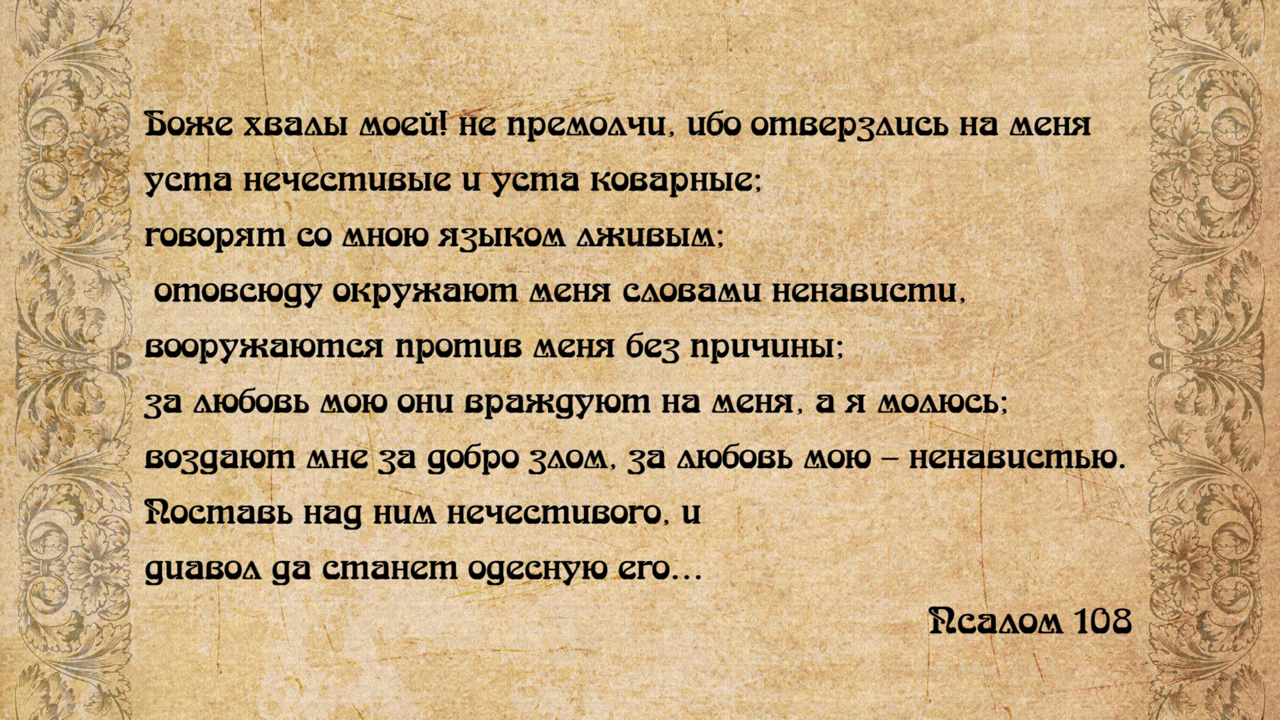 Боже хвалы моей! не премолчи, ибо отверзлись на меня
уста нечестивые и уста коварные;
говорят со мною языком лживым;
отовсюду окружают меня словами ненависти,
вооружаются против меня без причины;
за любовь мою они враждуют на меня, а я молюсь;
воздают мне за добро злом, за любовь мою – ненавистью.
Поставь над ним нечестивого, и
диавол да станет одесную его...
Псалом 108